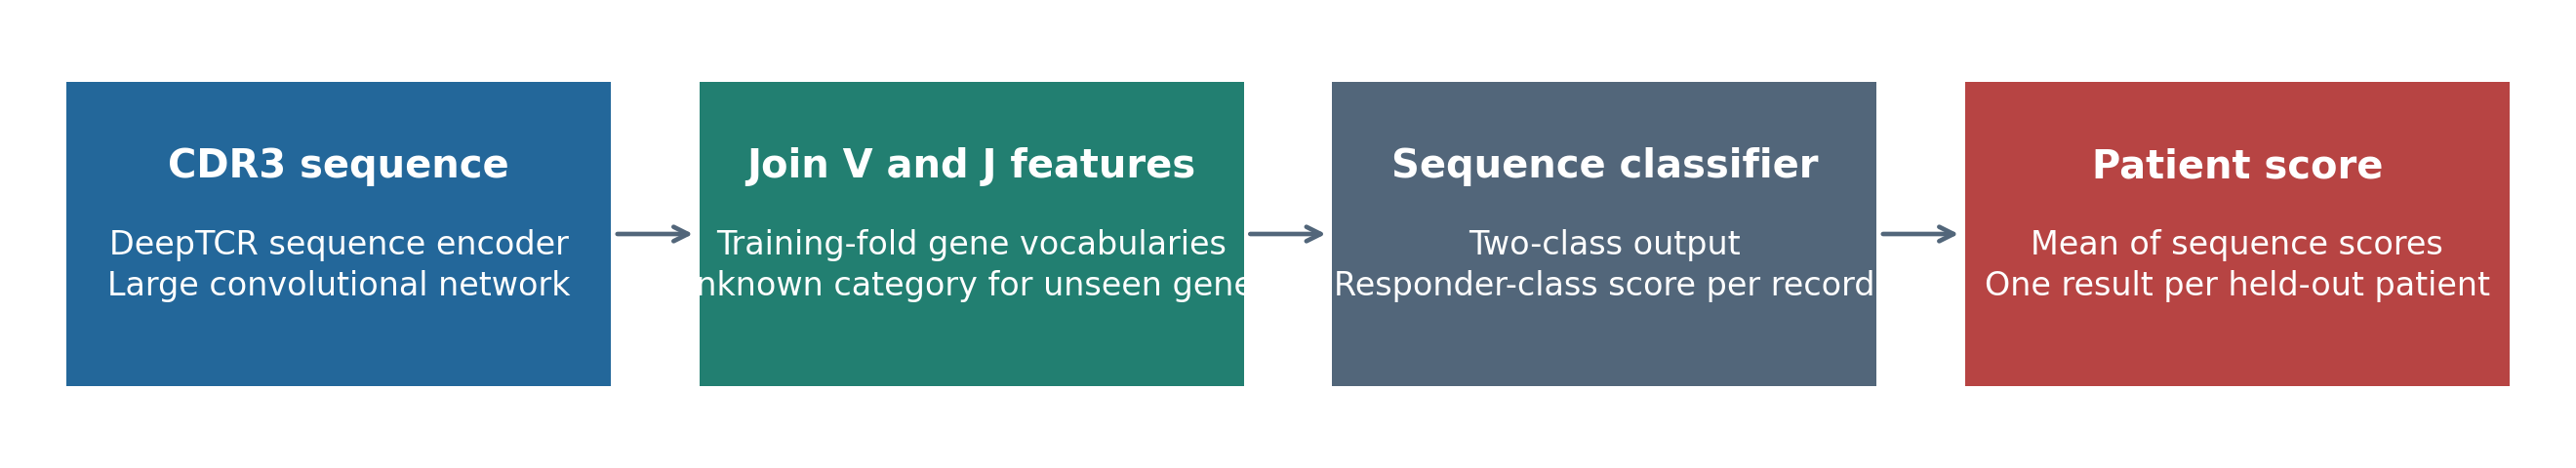 CDR3 sequence
DeepTCR sequence encoder
Large convolutional network
Join V and J features
Training-fold gene vocabularies
nknown category for unseen gene
Sequence classifier
Two-class output
Responder-class score per record
Patient score
Mean of sequence scores
One result per held-out patient